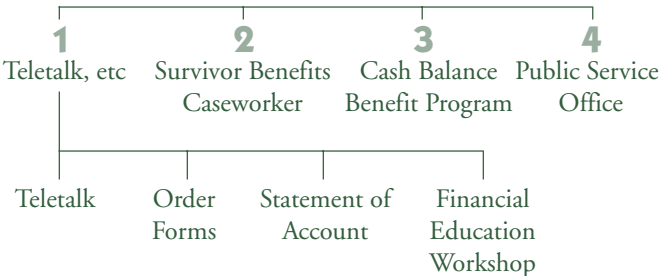 1 2 3 4
Teletalk, etc Survivor Benefits Cash Balance Public Service
Caseworker Benefit Program Office
Teletalk Order Statement of Financial
Forms Account Education
Workshop